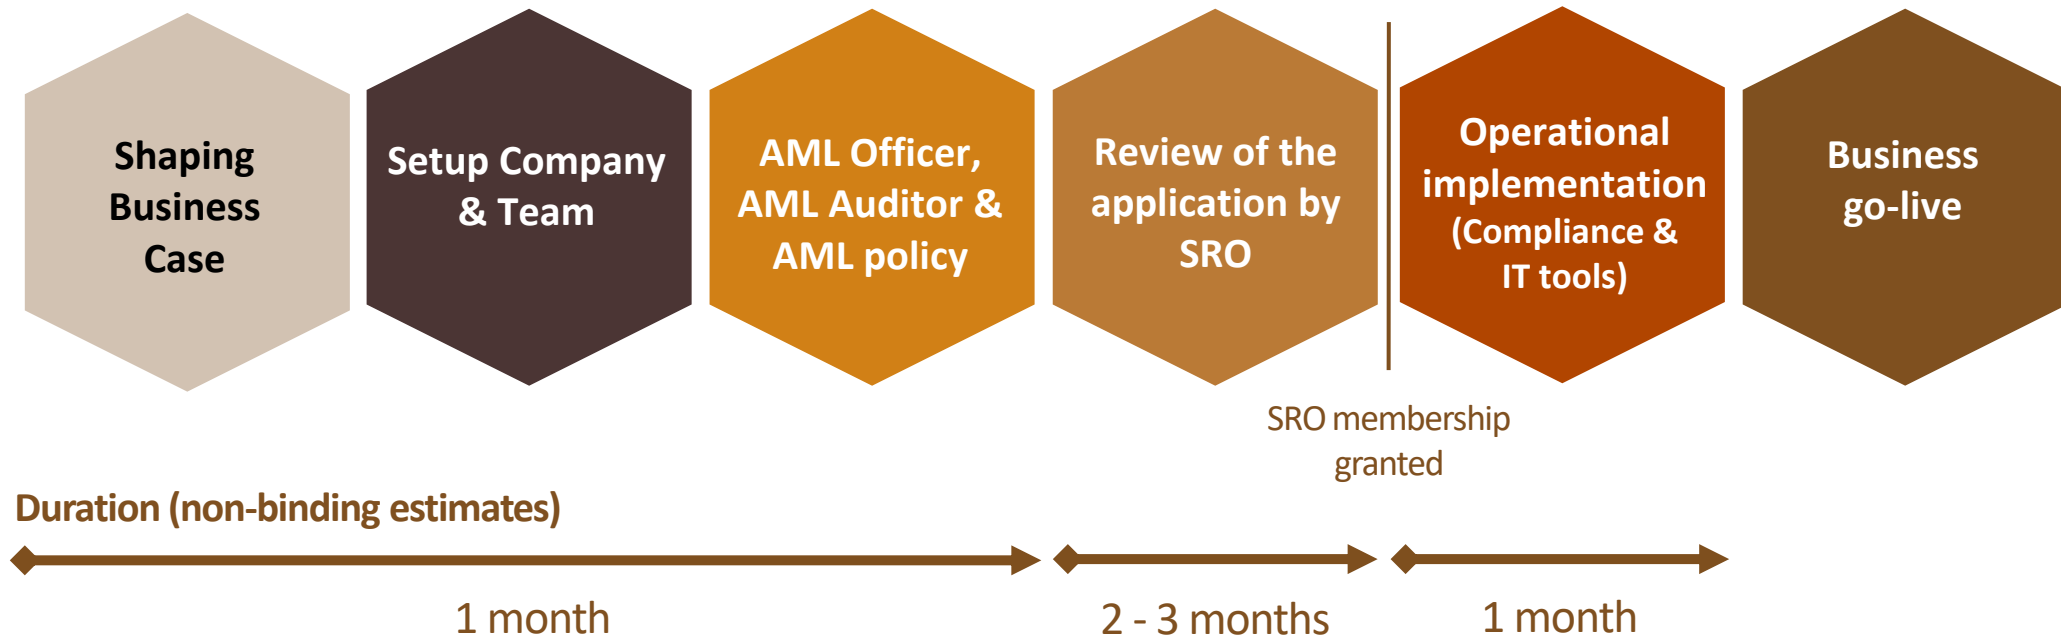 Shaping
Business
Case
Setup Company
& Team
AML Officer,
AML Auditor &
AML policy
Review of the
application by
SRO
Operational
implementation
(Compliance &
IT tools)
Business
go-live
SRO membership
granted
Duration (non-binding estimates)
1 month
2 - 3 months
1 month